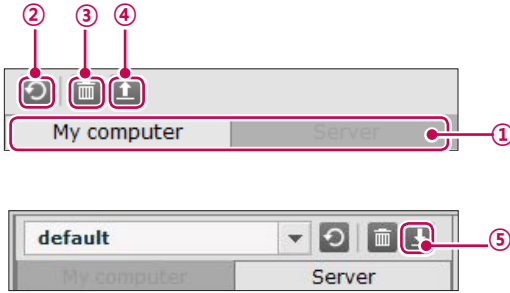 ② ③ ④
My computer Server ①
default ⑤
My computer Server